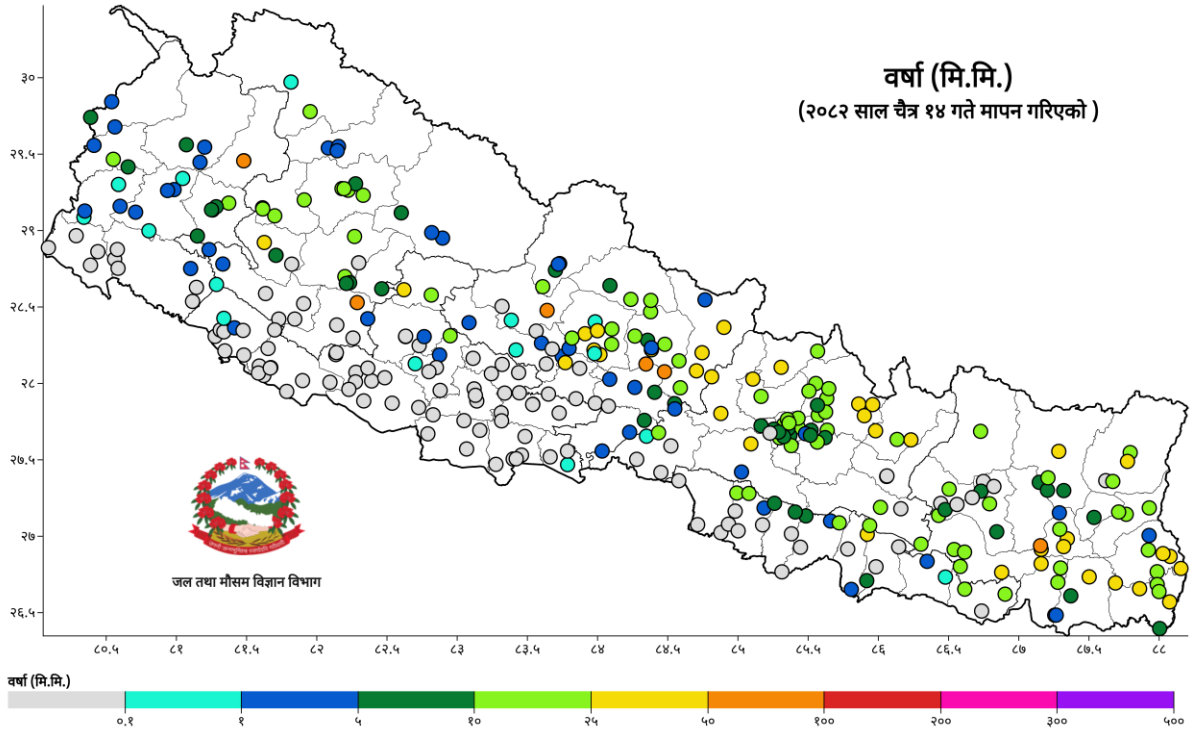 वर्षा (मि.मि.)
(२०८२ साल चैत्र १४ गते मापन गरिएको )
३०
२९.५
२९
२८.५
२८
२७.५
२७
२६.५
जल तथा मौसम विज्ञान विभाग
८०.५ ८१ ८१.५ ८२ ८२.५ ८३ ८३.५ ८४ ८४.५ ८५ ८५.५ ८६ ८६.५ ८७ ८७.५ ८८
वर्षा (मि.मि.)
०.१ १ ५ १० २५ ५० १०० २०० ३०० ५००